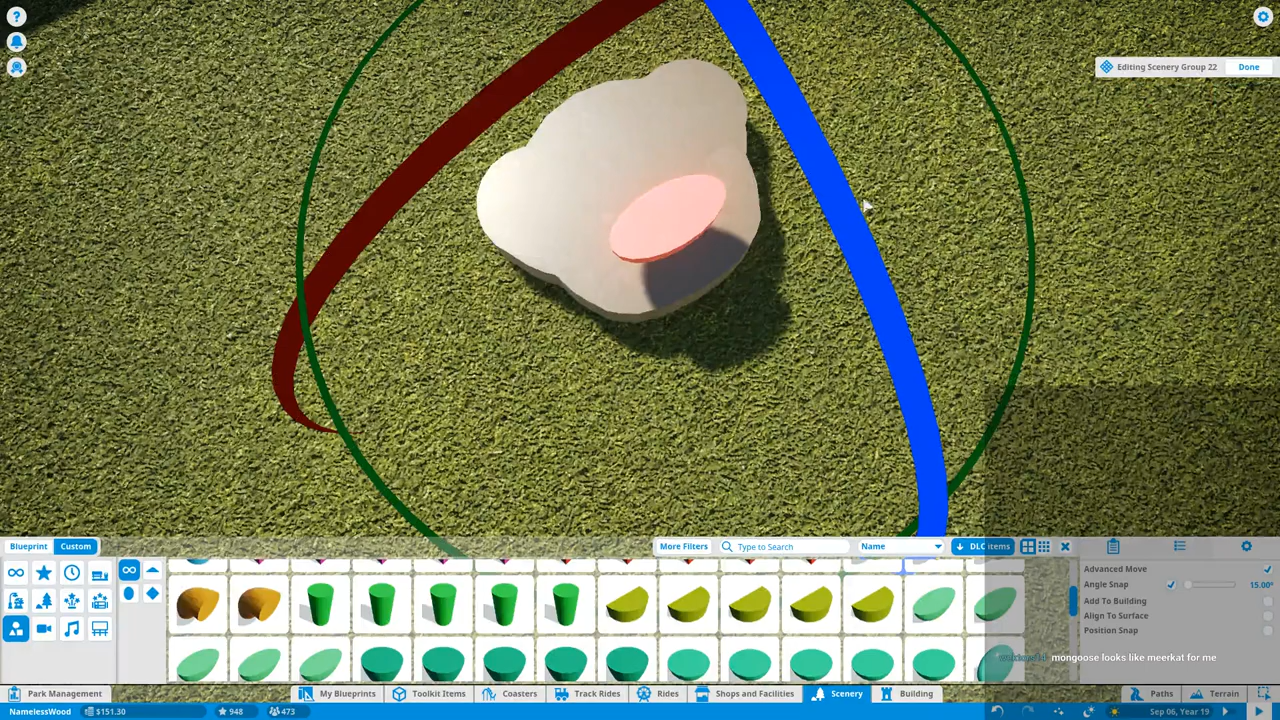 ?
Editing Scenery Group 22 Done
Blueprint Custom More Filters Type to Search Name DLC items
Advanced Move
Angle Snap 15.00°
Add To Building
Align To Surface
Position Snap
mongoose looks like meerkat for me
Park Management My Blueprints Toolkit Items Coasters Track Rides Rides Shops and Facilities Scenery Building Paths Terrain
NamelessWood $151.30 948 473 Sep 06, Year 19